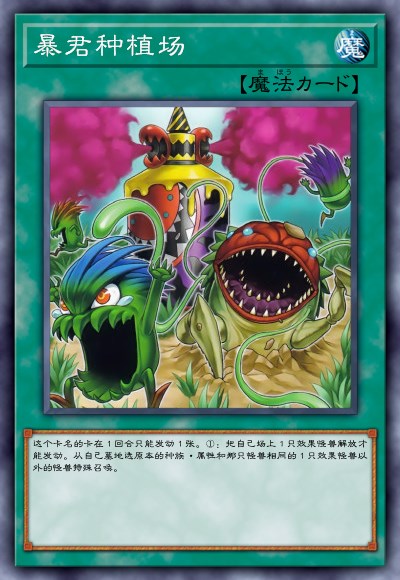 暴君种植场
魔
【魔法カード】
まほう
这个卡名的卡在１回合只能发动１张。①：把自己场上１只效果怪兽解放才
能发动。从自己墓地选原本的种族・属性和那只怪兽相同的１只效果怪兽以
外的怪兽特殊召唤。